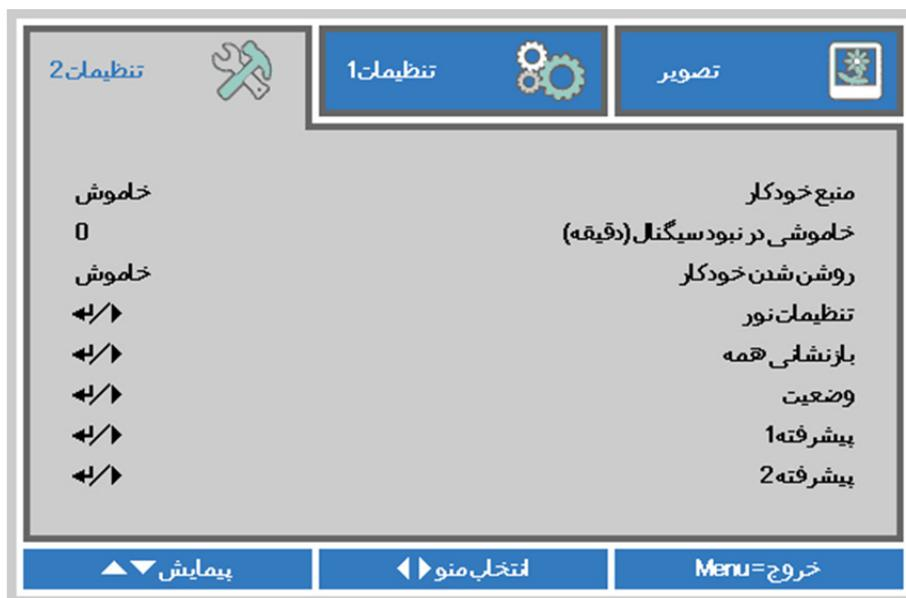 تصویر
تنظیمات1
تنظیمات2
منبع خودکار خاموش
خاموشی در نبود سیگنال (دقیقه) 0
روشن شدن خودکار خاموش
تنظیمات نور
بازنشانی همه
وضعیت
پیشرفته1
پیشرفته2
خروج=Menu
انتخاب منو
پیمایش